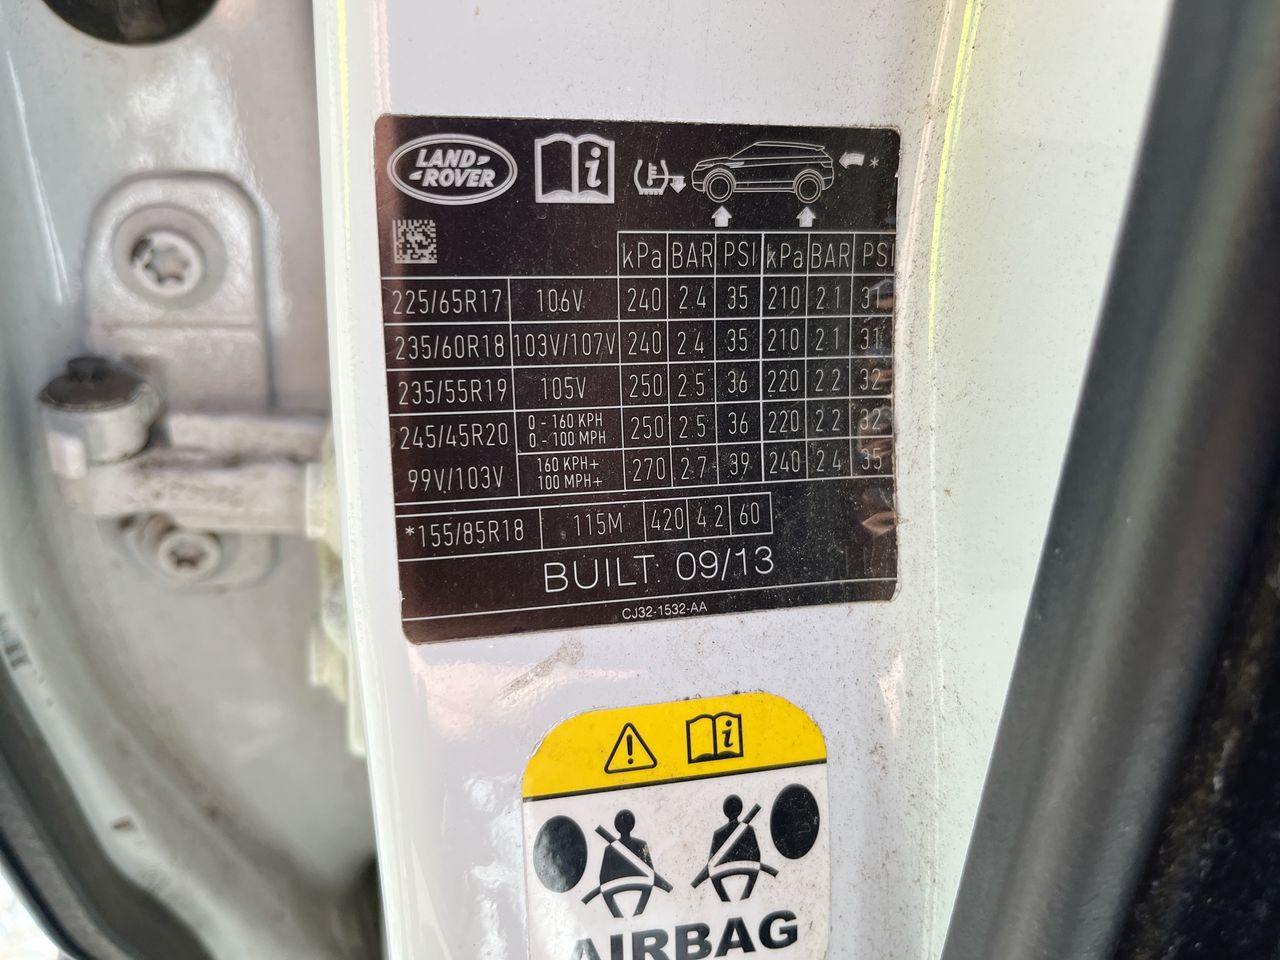 LAND-
-ROVER
i
*
kPa BAR PSI kPa BAR PSI
225/65R17 106V 240 2.4 35 210 2.1 31
235/60R18 103V/107V 240 2.4 35 210 2.1 31
235/55R19 105V 250 2.5 36 220 2.2 32
245/45R20 0 - 160 KPH 250 2.5 36 220 2.2 32
0 - 100 MPH
99V/103V 160 KPH+ 270 2.7 39 240 2.4 35
100 MPH+
*155/85R18 115M 420 4.2 60
BUILT: 09/13
CJ32-1532-AA
! i
AIRBAG